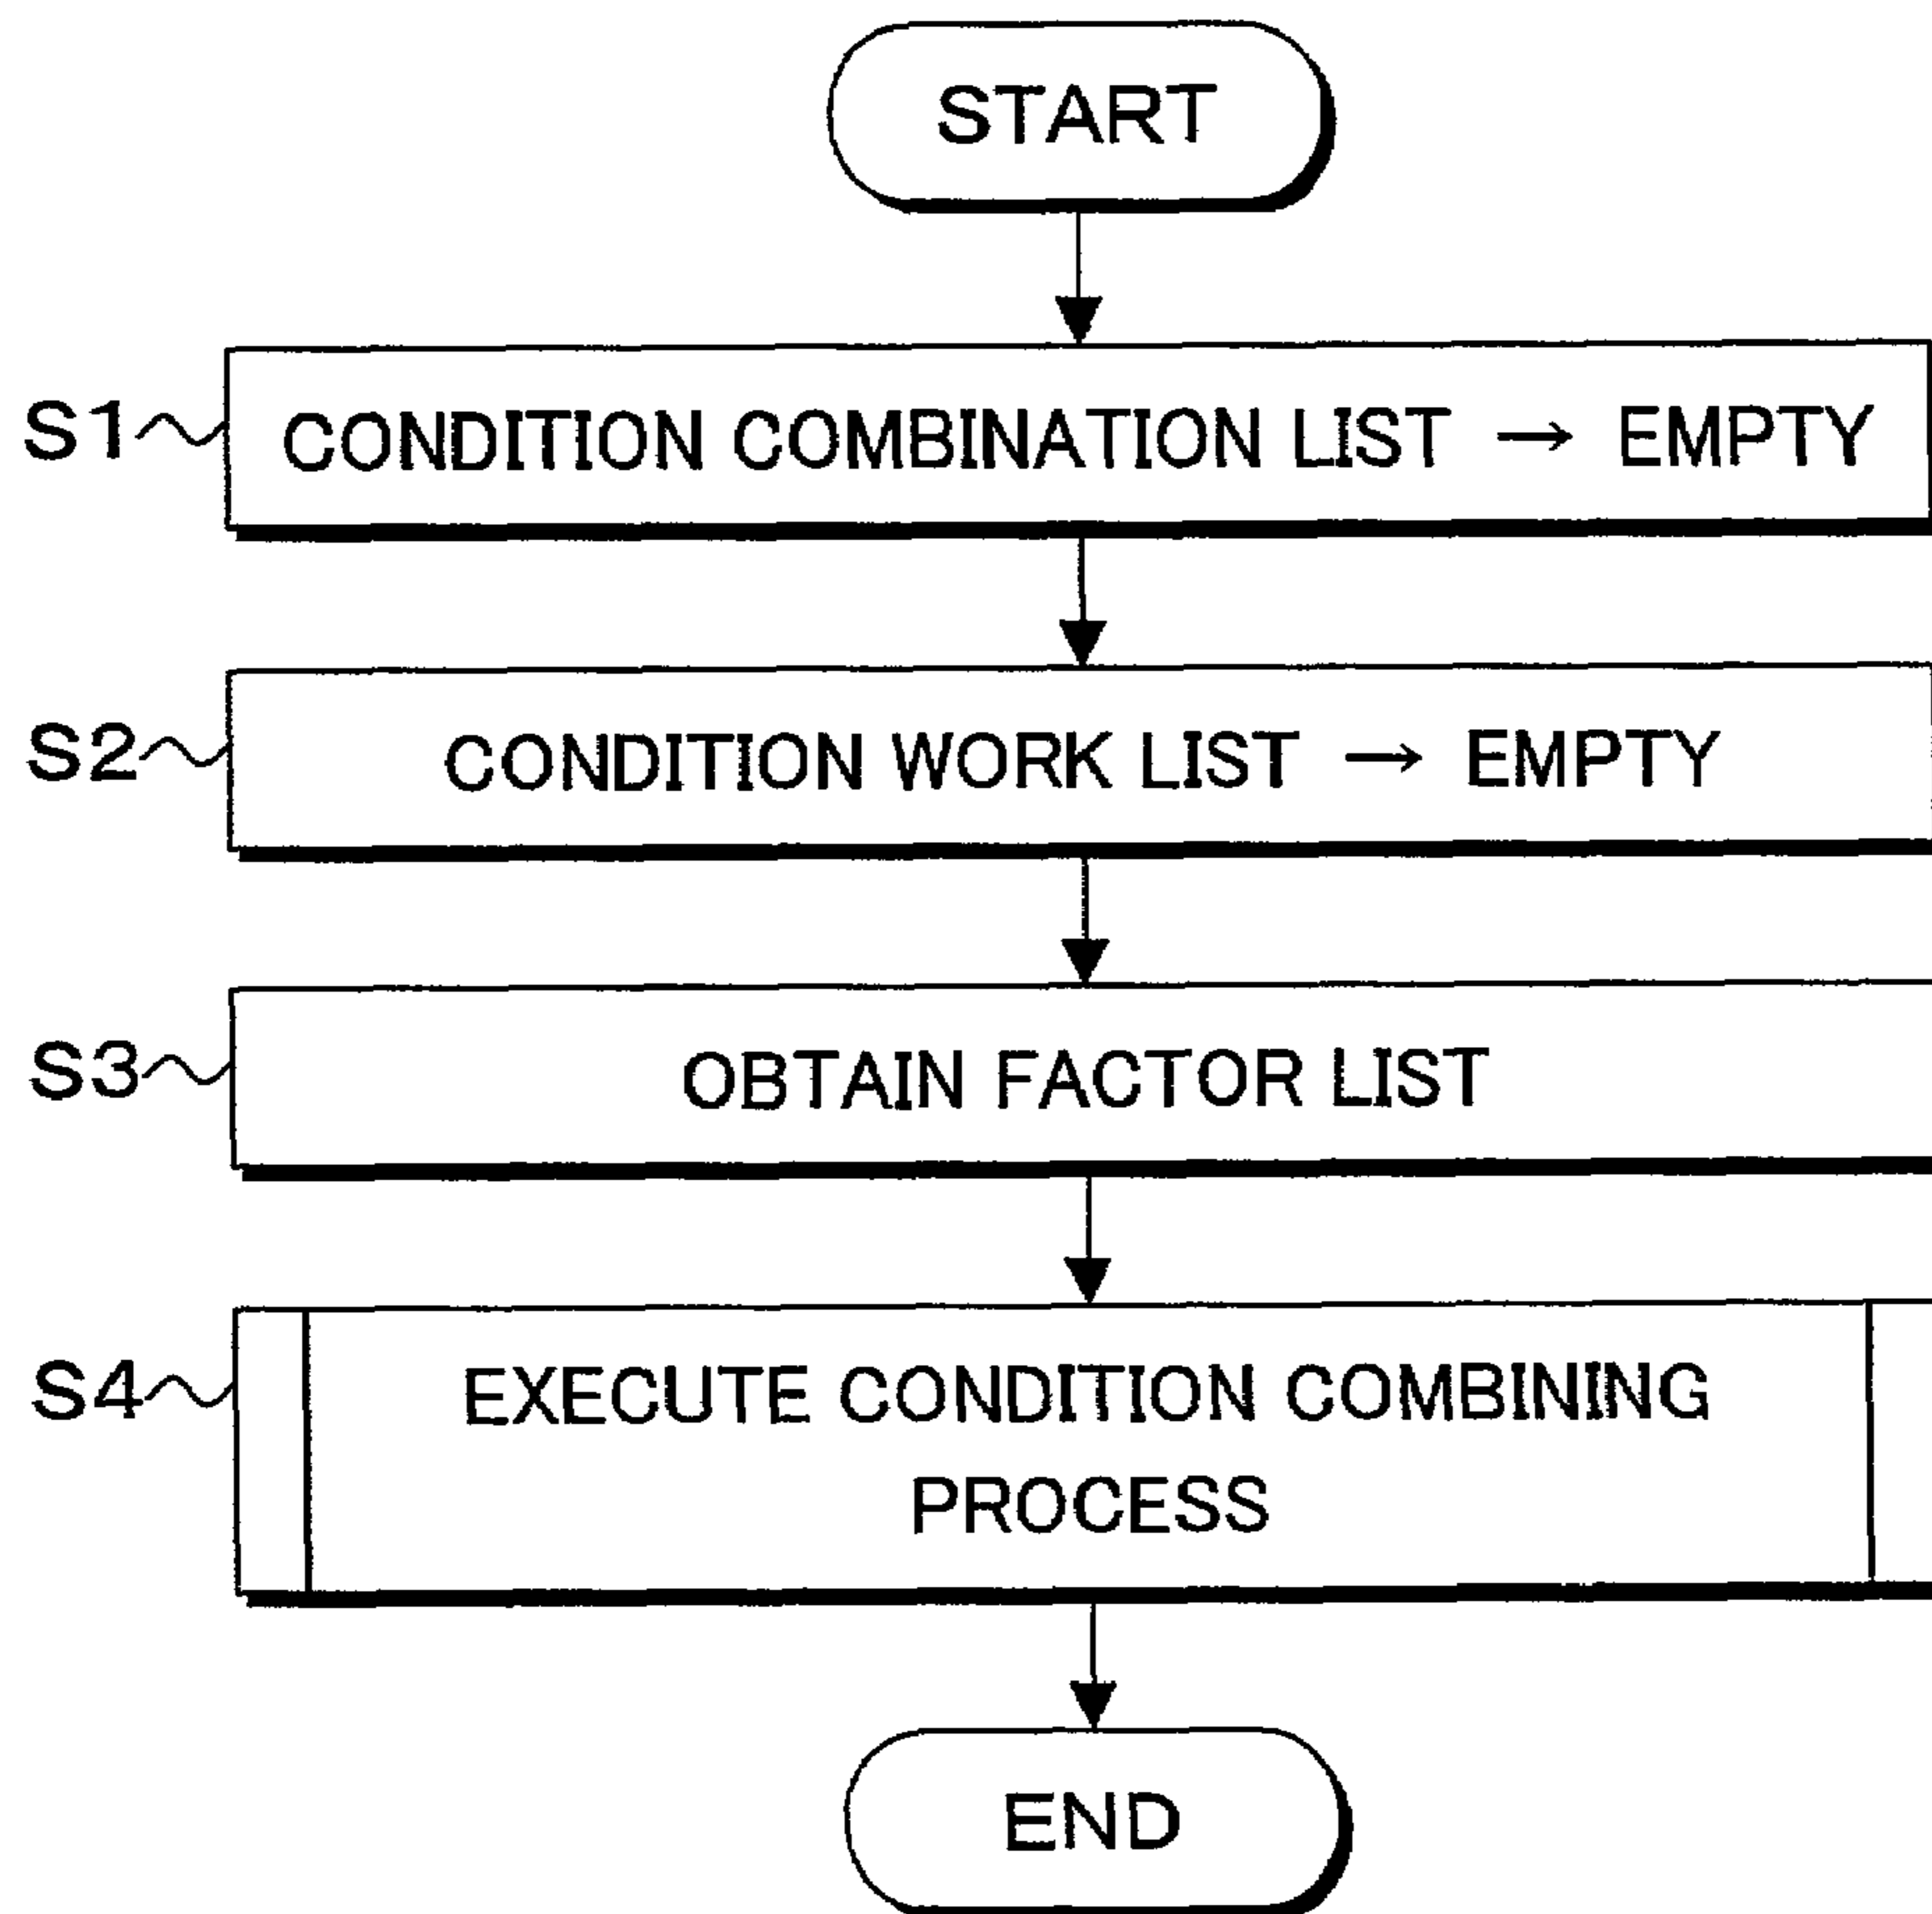 START
S1 CONDITION COMBINATION LIST → EMPTY
S2 CONDITION WORK LIST → EMPTY
S3 OBTAIN FACTOR LIST
S4 EXECUTE CONDITION COMBINING
PROCESS
END